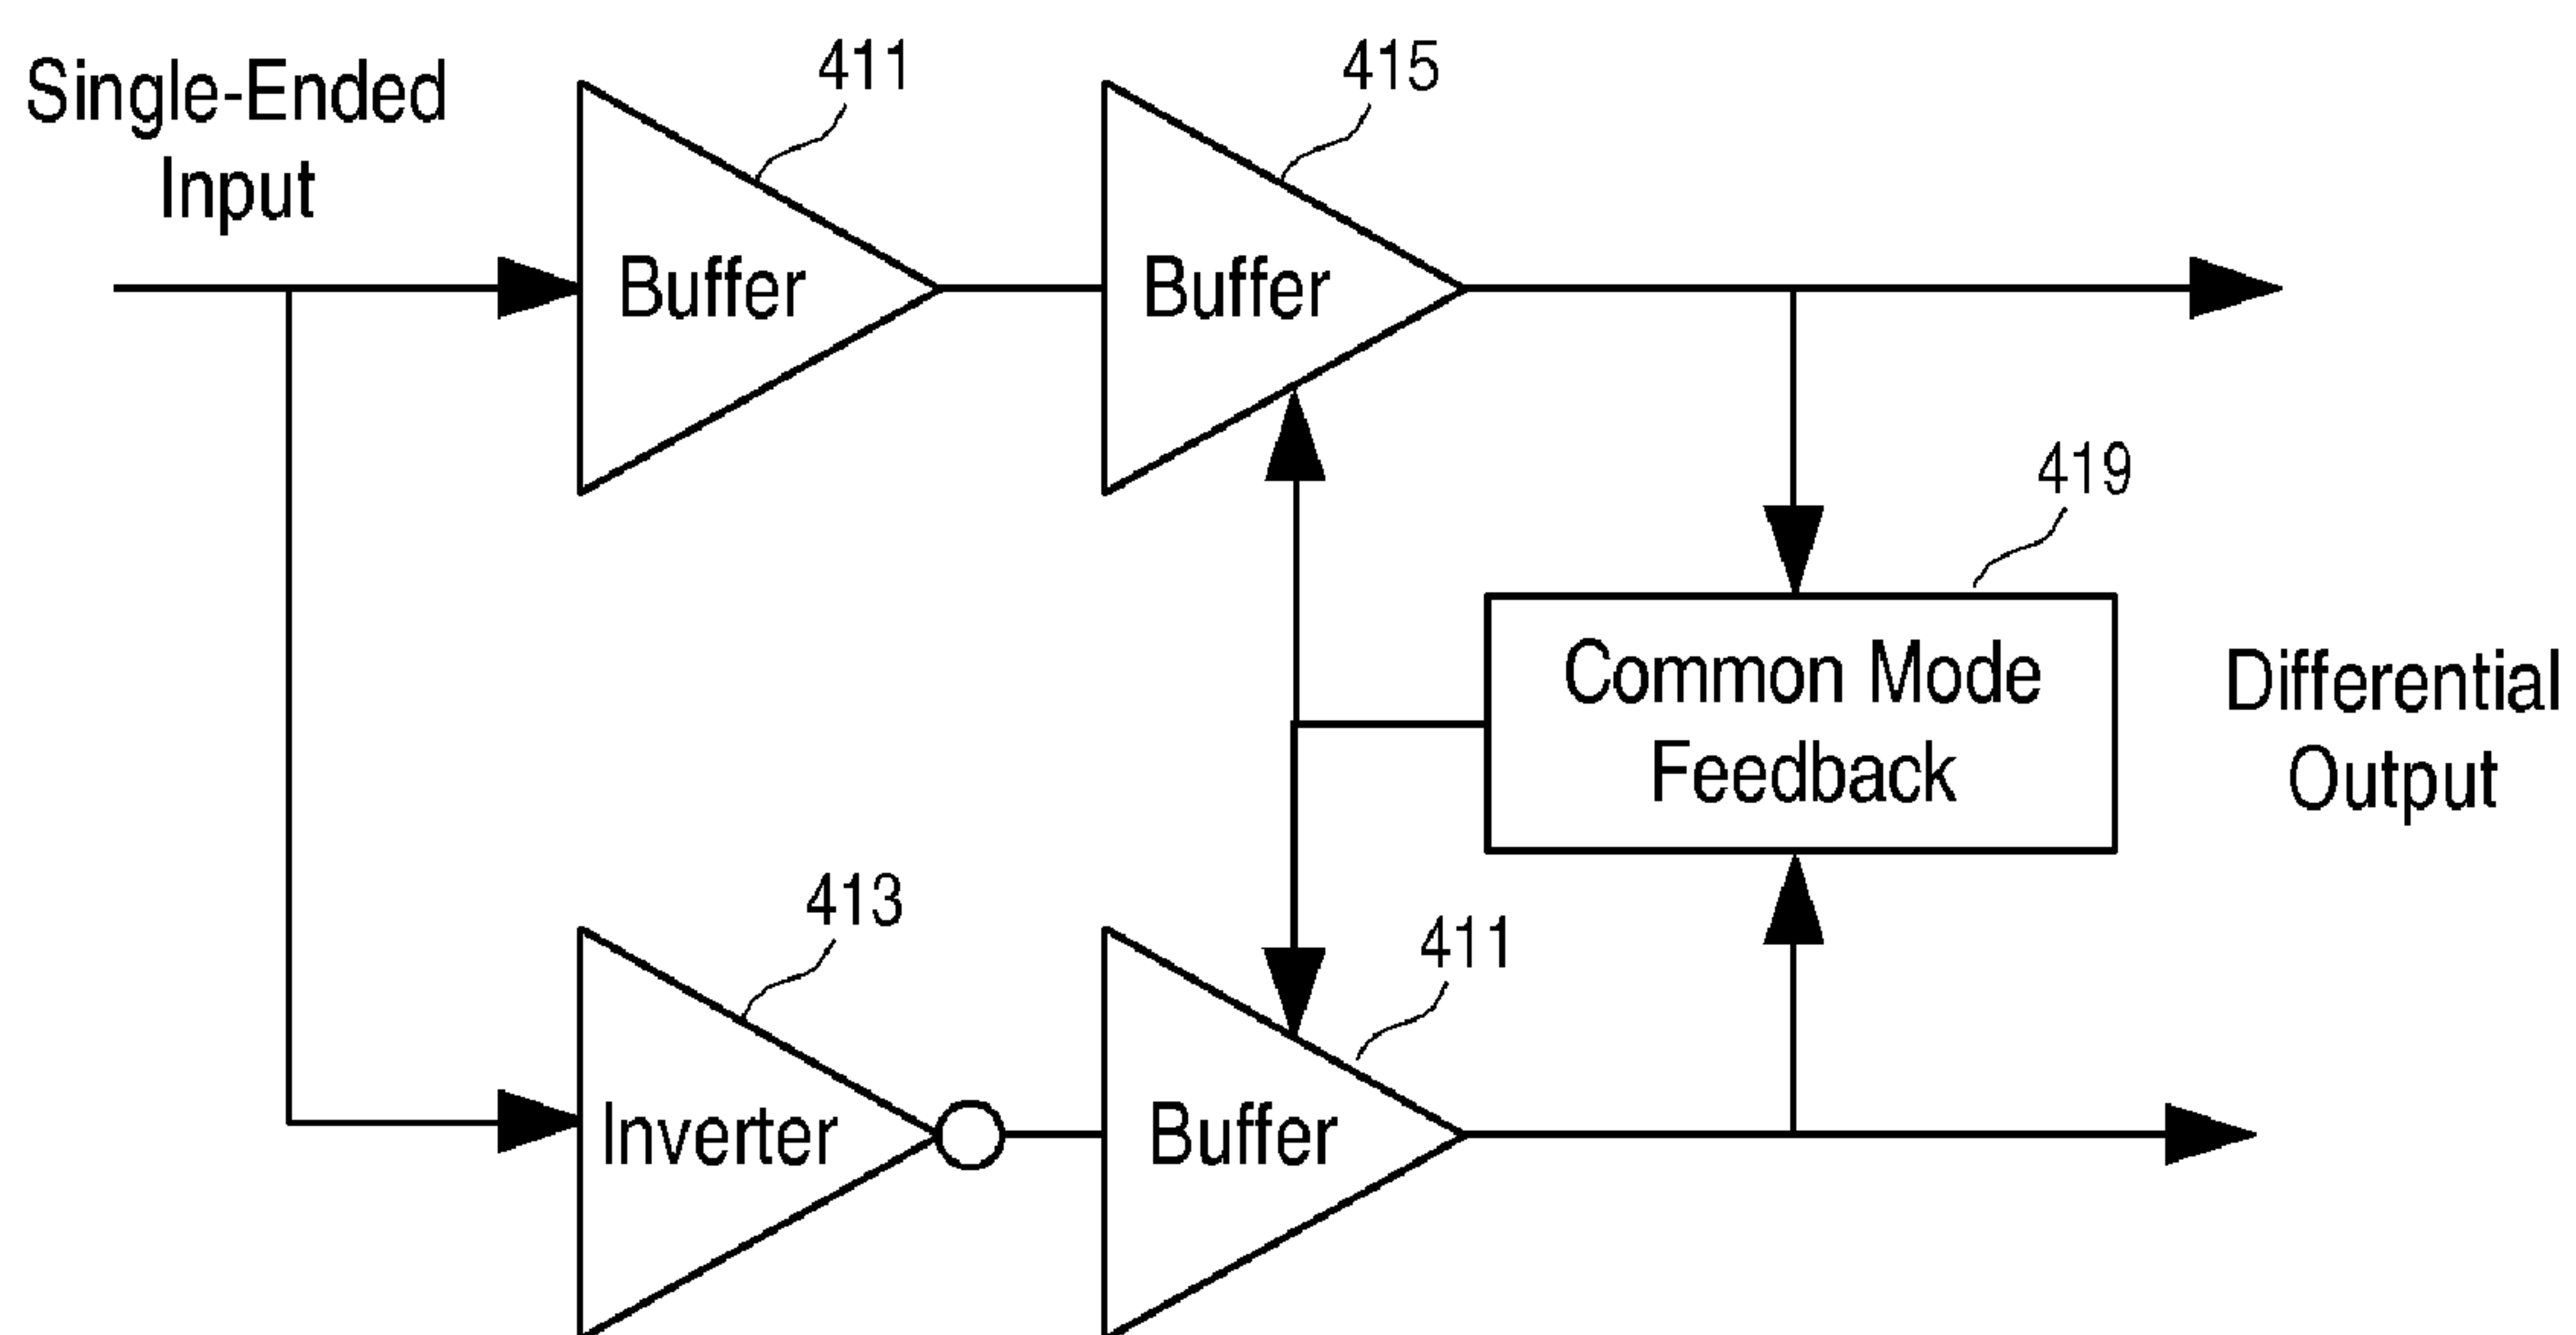 Single-Ended
Input
411
415
Buffer
Buffer
419
Common Mode
Feedback
Differential
Output
413
411
Inverter
Buffer